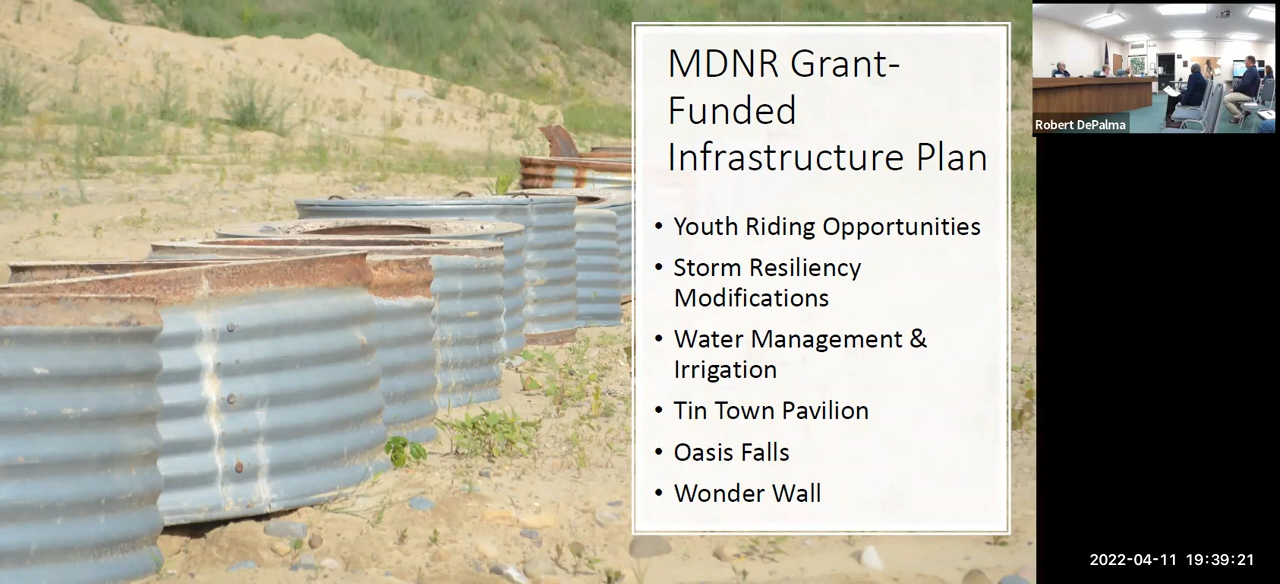 MDNR Grant-
Funded
Infrastructure Plan
• Youth Riding Opportunities
• Storm Resiliency
Modifications
• Water Management &
Irrigation
• Tin Town Pavilion
• Oasis Falls
• Wonder Wall
Robert DePalma
2022-04-11 19:39:21